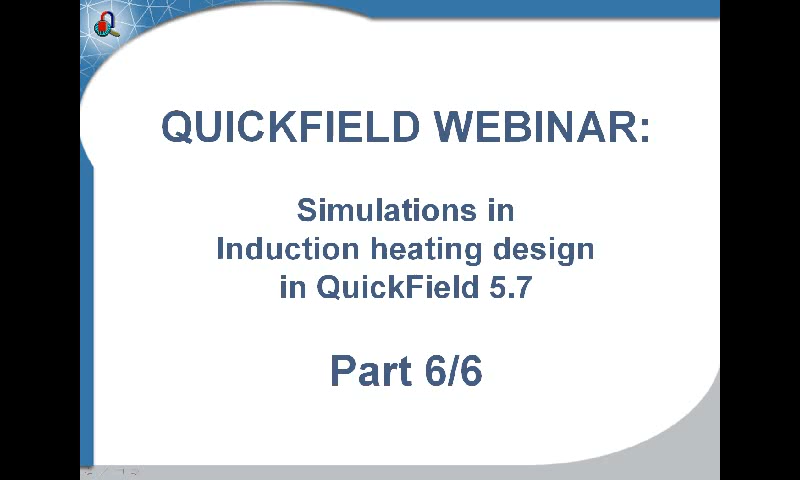 QUICKFIELD WEBINAR:
Simulations in
Induction heating design
in QuickField 5.7
Part 6/6